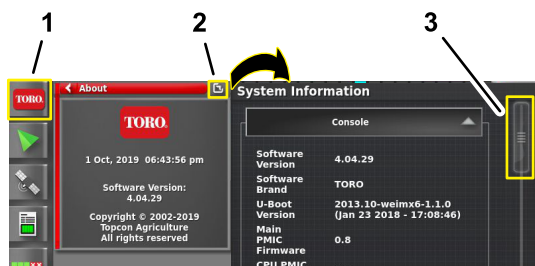 1
2
3
TORO.
About
System Information
TORO.
Console
1 Oct, 2019 06:43:56 pm
Software Version:
4.04.29
Copyright © 2002-2019
Topcon Agriculture
All rights reserved
Software
Version
4.04.29
Software
Brand
TORO
U-Boot
Version
2013.10-weimx6-1.1.0
(Jan 23 2018 - 17:08:46)
Main
PMIC
Firmware
0.8
CPU PMIC